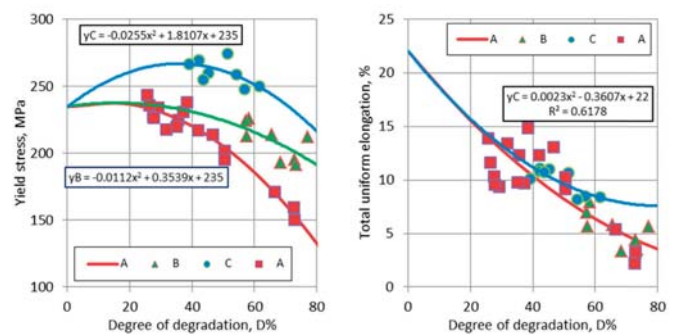 yC = -0.0255x² + 1.8107x + 235
yB = -0.0112x² + 0.3539x + 235
A B C A
300
250
200
150
100
0 20 40 60 80
Yield stress, MPa
Degree of degradation, D%
A B C A
yC = 0.0023x² - 0.3607x + 22
R² = 0.6178
25
20
15
10
5
0
0 20 40 60 80
Total uniform elongation, %
Degree of degradation, D%